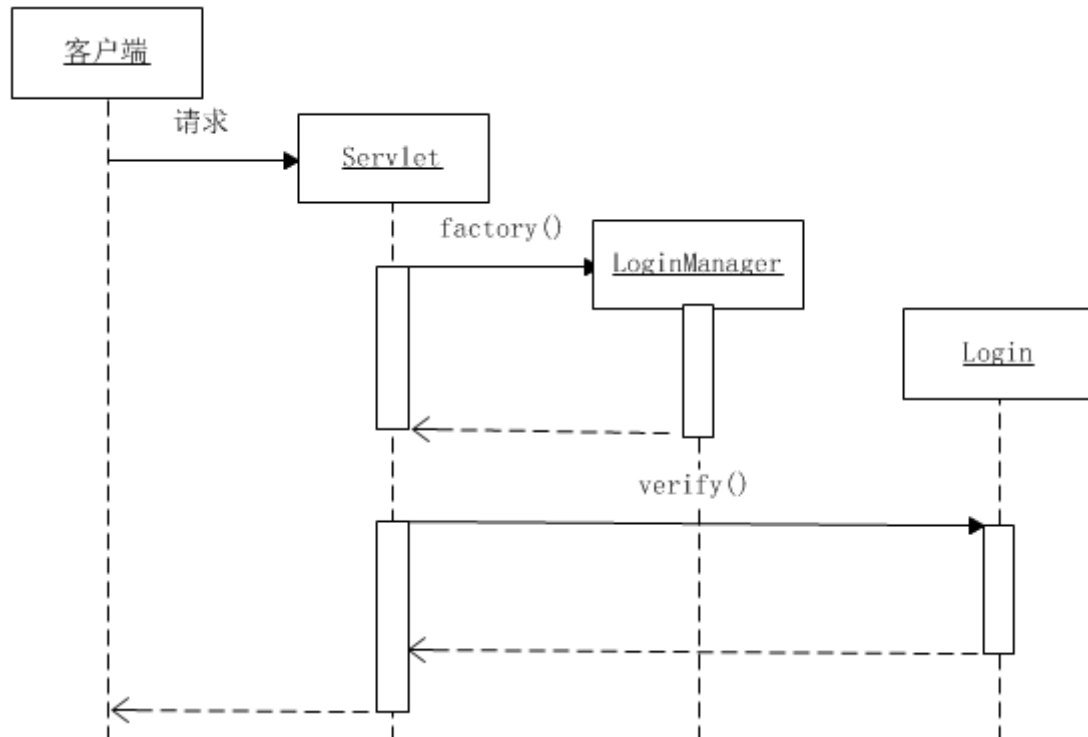 客户端
请求
Servlet
factory()
LoginManager
Login
verify()